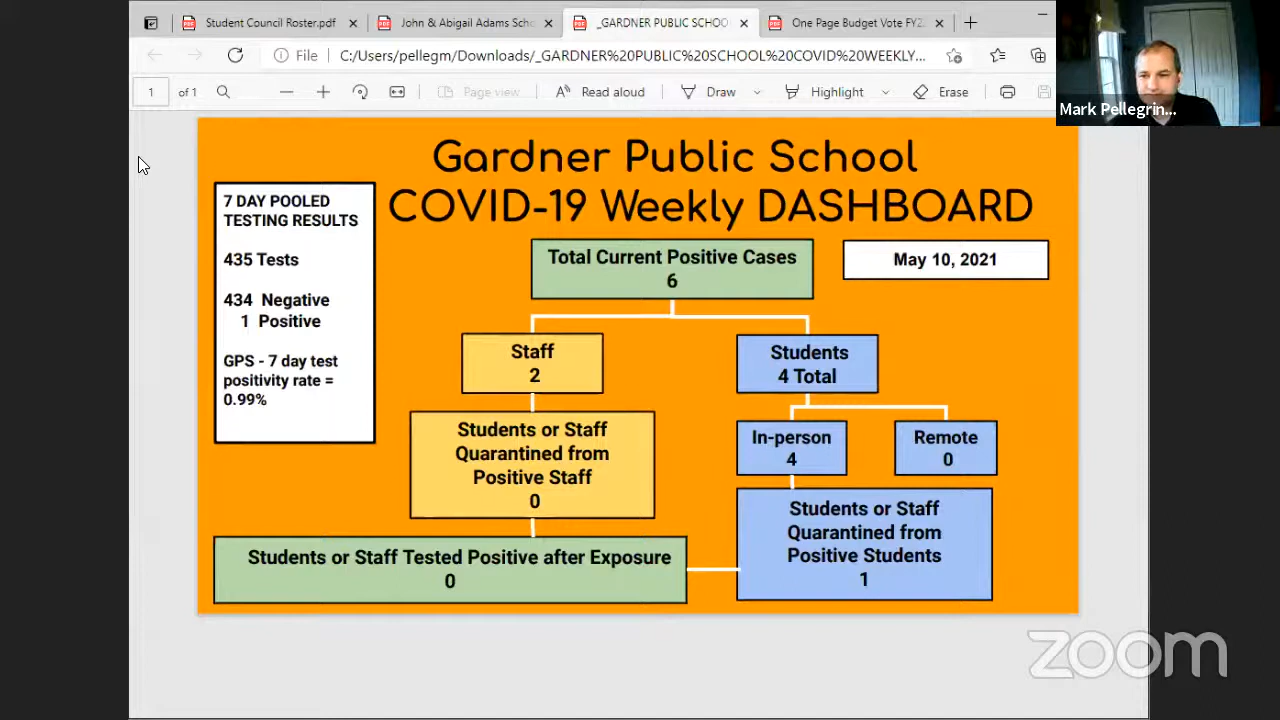 Student Council Roster.pdf
John & Abigail Adams Scho
_GARDNER PUBLIC SCHOO
One Page Budget Vote FY2
File
C:/Users/pellegm/Downloads/_GARDNER%20PUBLIC%20SCHOOL%20COVID%20WEEKLY...
1 of 1
Page view
Read aloud
Draw
Highlight
Erase
Mark Pellegrin...
Gardner Public School
COVID-19 Weekly DASHBOARD
7 DAY POOLED
TESTING RESULTS
435 Tests
434 Negative
1 Positive
GPS - 7 day test
positivity rate =
0.99%
Total Current Positive Cases
6
May 10, 2021
Staff
2
Students
4 Total
Students or Staff
Quarantined from
Positive Staff
0
In-person
4
Remote
0
Students or Staff
Quarantined from
Positive Students
1
Students or Staff Tested Positive after Exposure
0
zoom